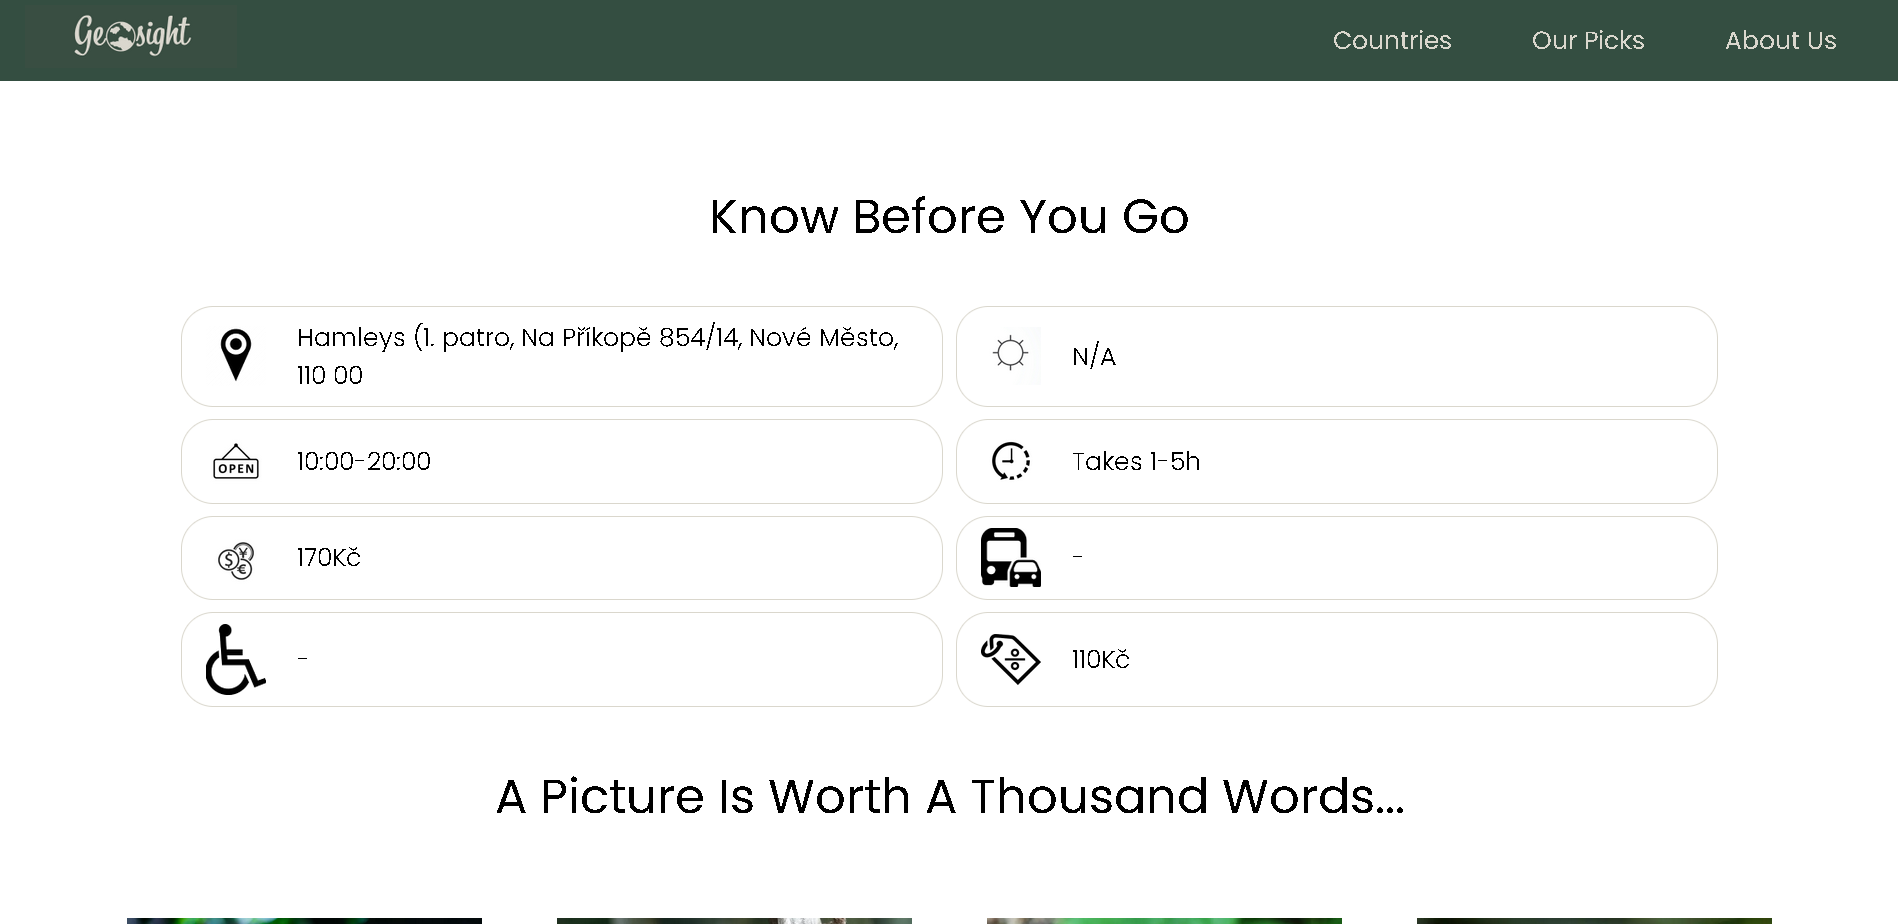 Geosight
Countries
Our Picks
About Us
Know Before You Go
Hamleys (1. patro, Na Příkopě 854/14, Nové Město,
110 00
N/A
OPEN
10:00-20:00
Takes 1-5h
170Kč
-
-
110Kč
A Picture Is Worth A Thousand Words...